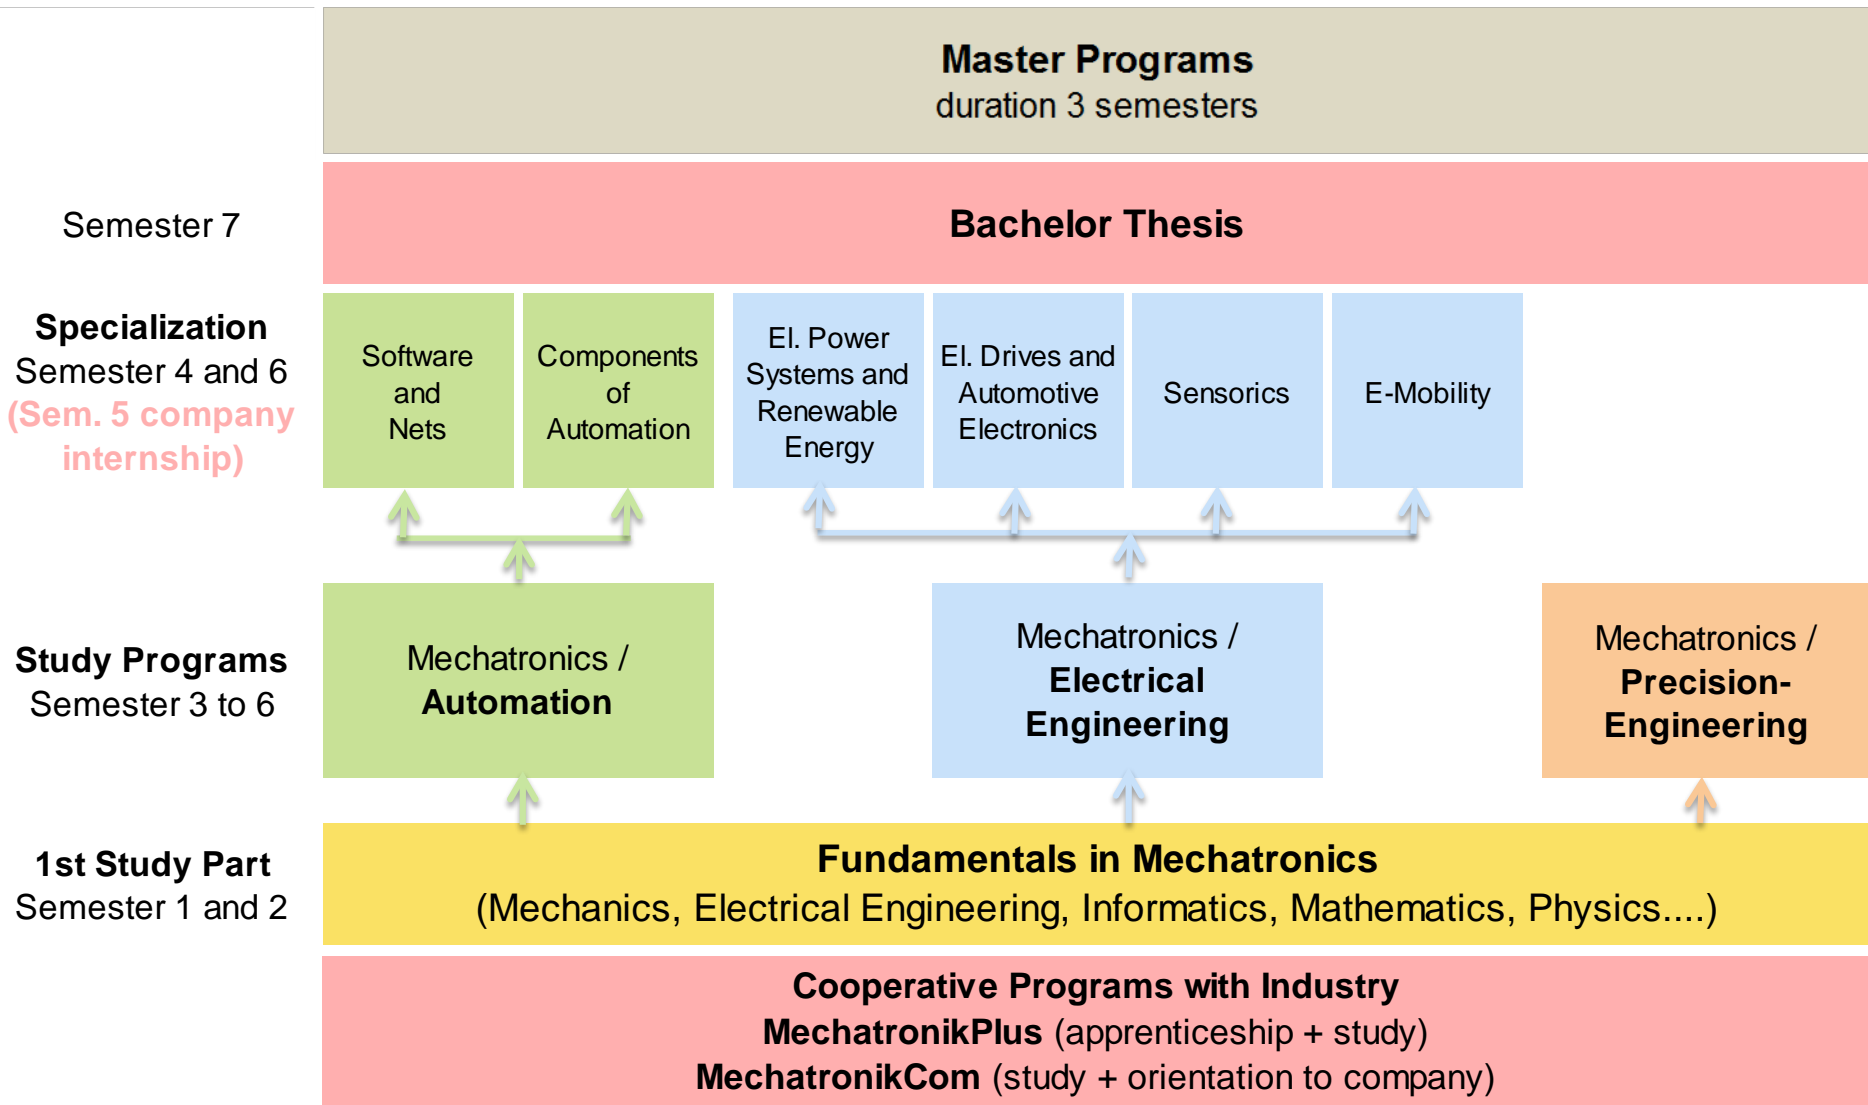 Master Programs
duration 3 semesters
Semester 7
Bachelor Thesis
Specialization
Semester 4 and 6
(Sem. 5 company
internship)
Software
and
Nets
Components
of
Automation
El. Power
Systems and
Renewable
Energy
El. Drives and
Automotive
Electronics
Sensorics
E-Mobility
Study Programs
Semester 3 to 6
Mechatronics /
Automation
Mechatronics /
Electrical
Engineering
Mechatronics /
Precision-
Engineering
1st Study Part
Semester 1 and 2
Fundamentals in Mechatronics
(Mechanics, Electrical Engineering, Informatics, Mathematics, Physics....)
Cooperative Programs with Industry
MechatronikPlus (apprenticeship + study)
MechatronikCom (study + orientation to company)